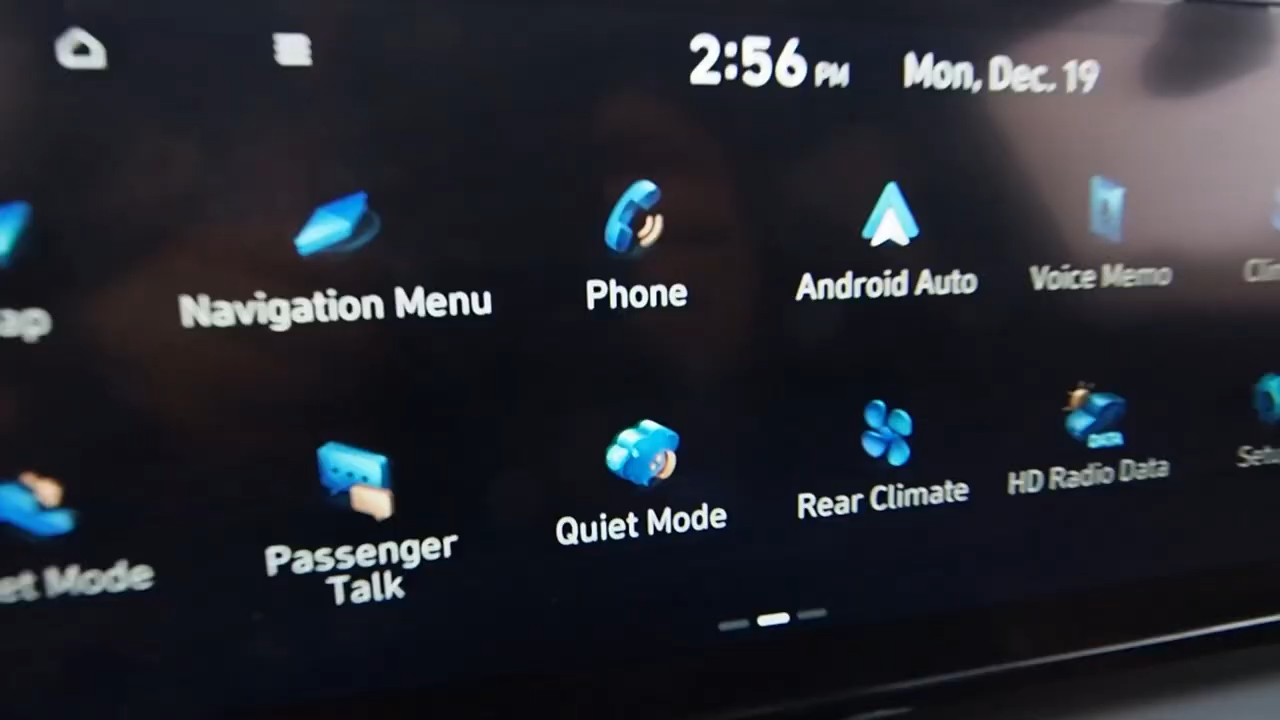 2:56 PM Mon, Dec. 19
Navigation Menu
Phone
Android Auto
Voice Memo
Passenger
Talk
Quiet Mode
Rear Climate
DATA
HD Radio Data